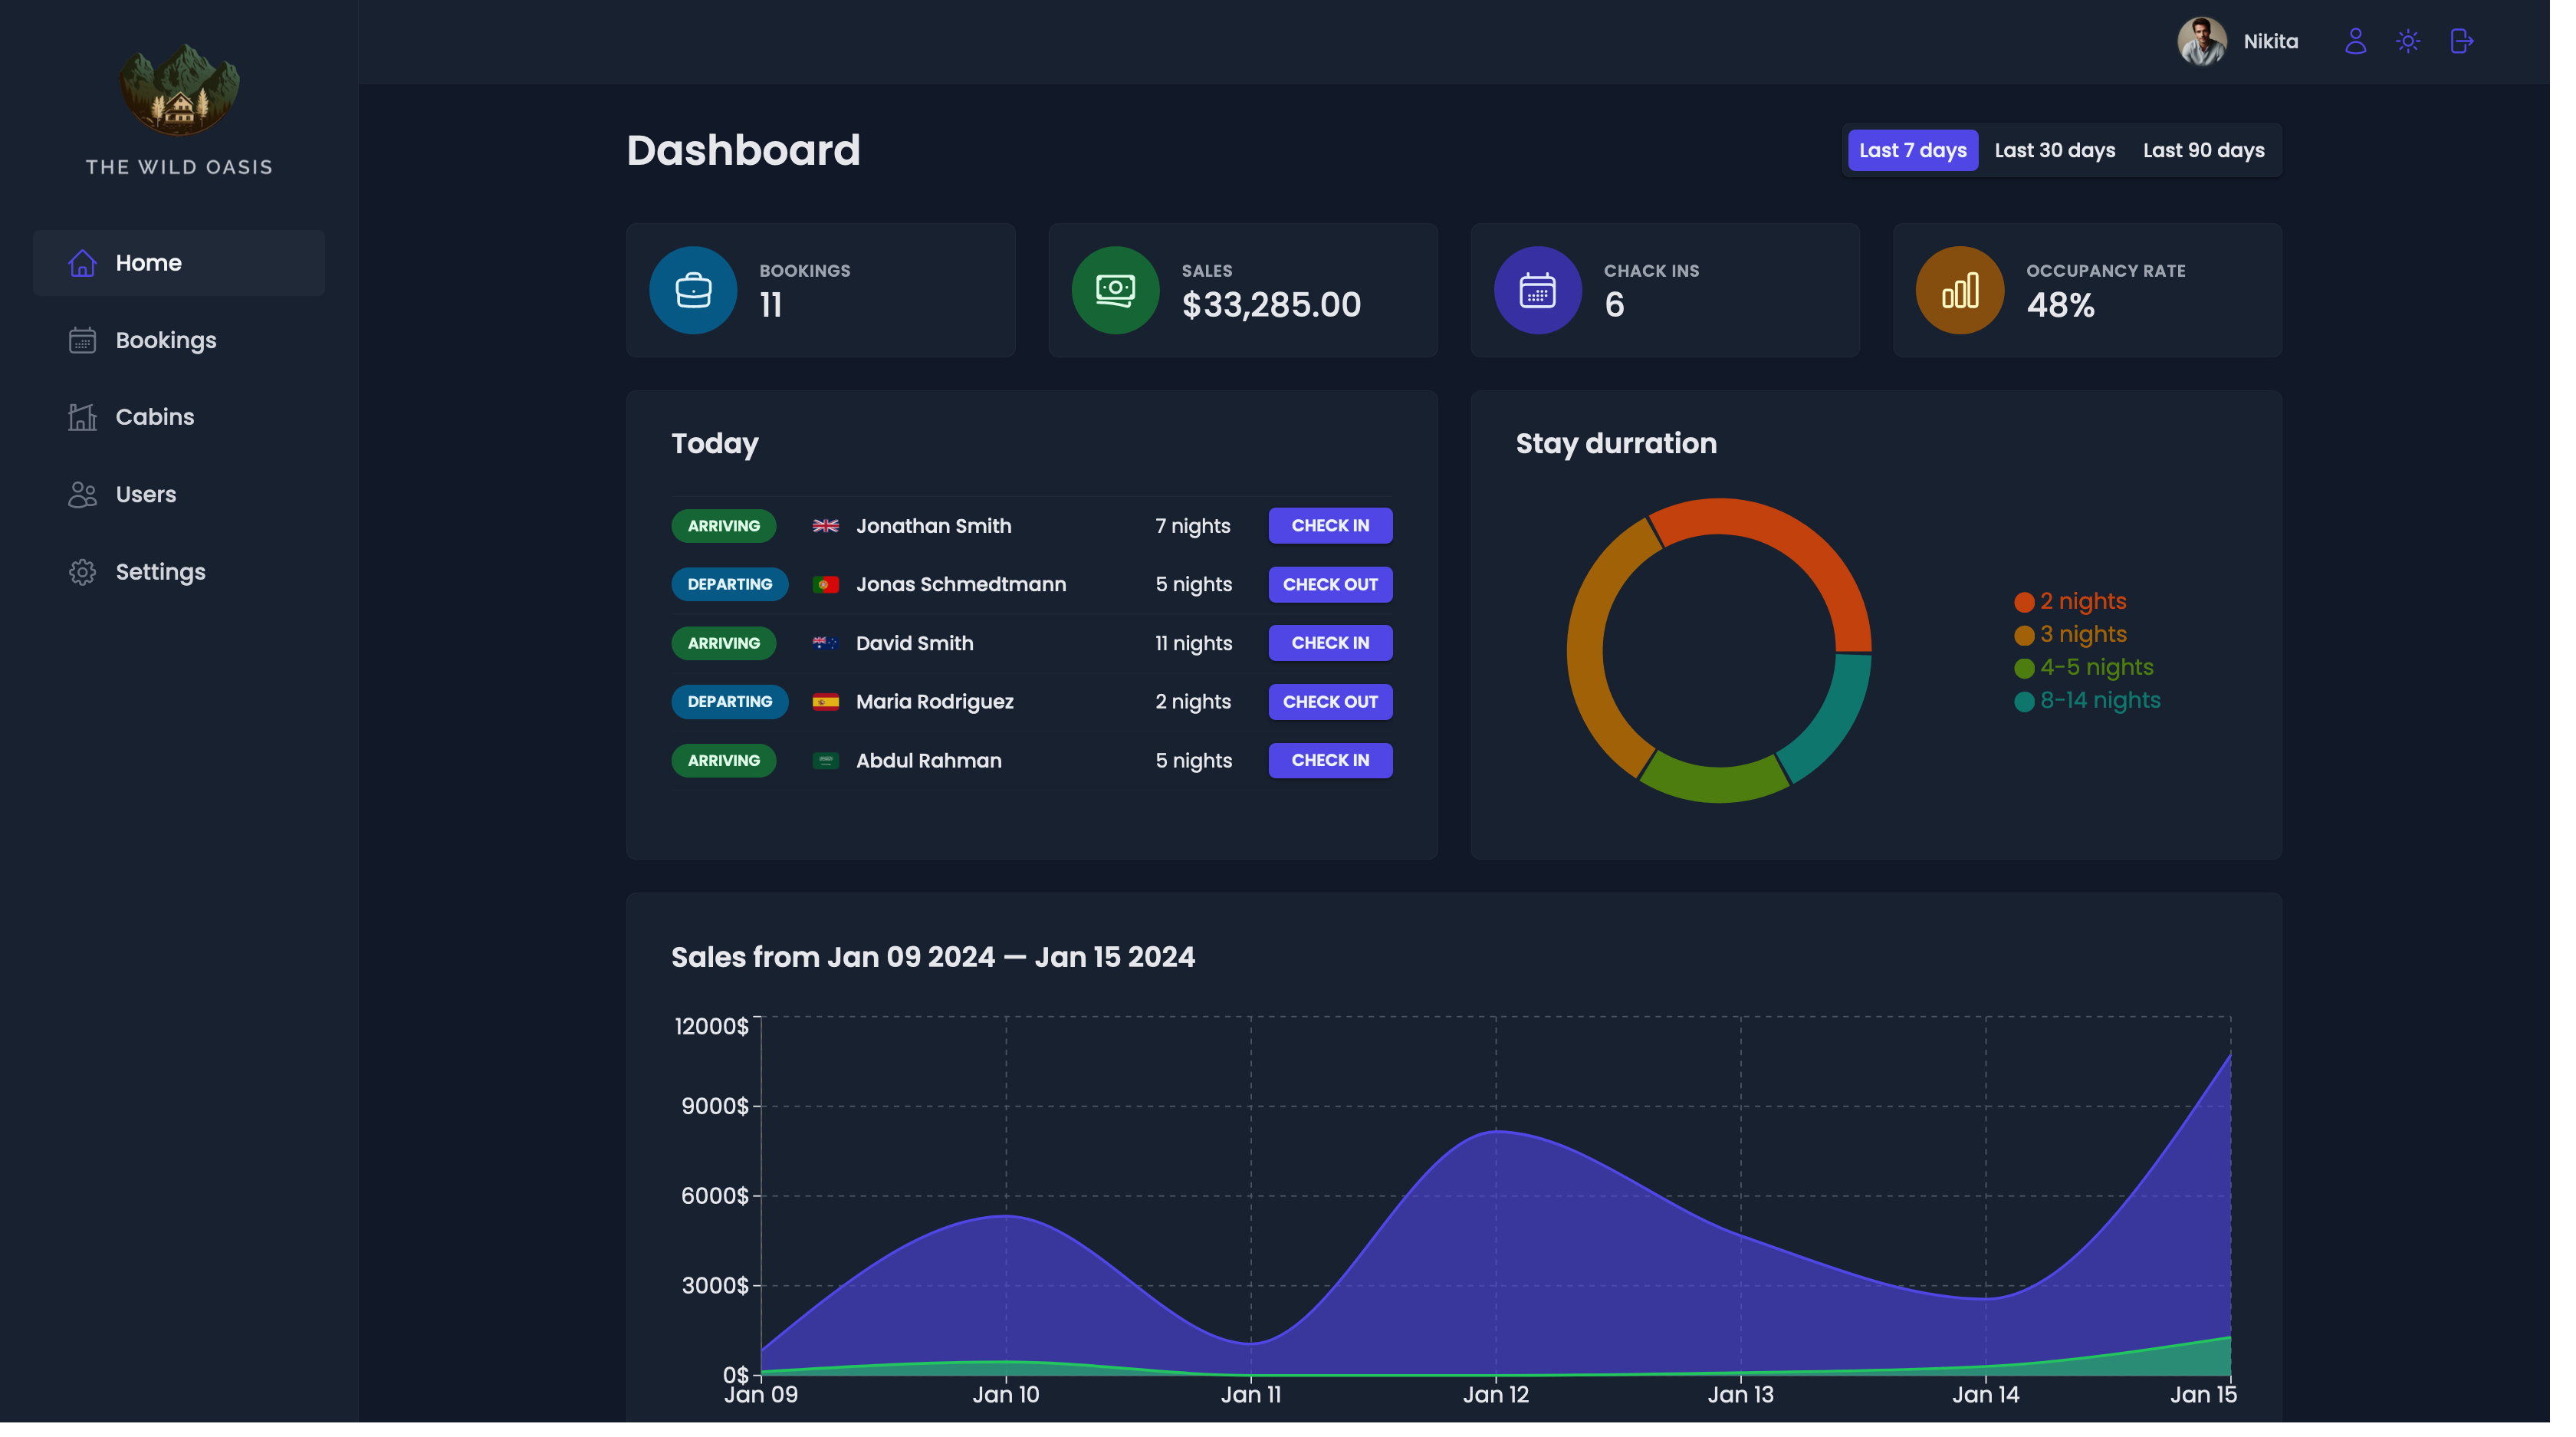 Nikita
THE WILD OASIS
Home
Bookings
Cabins
Users
Settings
Dashboard
Last 7 days Last 30 days Last 90 days
BOOKINGS
11
SALES
$33,285.00
CHACK INS
6
OCCUPANCY RATE
48%
Today
ARRIVING Jonathan Smith 7 nights CHECK IN
DEPARTING Jonas Schmedtmann 5 nights CHECK OUT
ARRIVING David Smith 11 nights CHECK IN
DEPARTING Maria Rodriguez 2 nights CHECK OUT
ARRIVING Abdul Rahman 5 nights CHECK IN
Stay durration
2 nights
3 nights
4-5 nights
8-14 nights
Sales from Jan 09 2024 — Jan 15 2024
12000$
9000$
6000$
3000$
0$
Jan 09 Jan 10 Jan 11 Jan 12 Jan 13 Jan 14 Jan 15